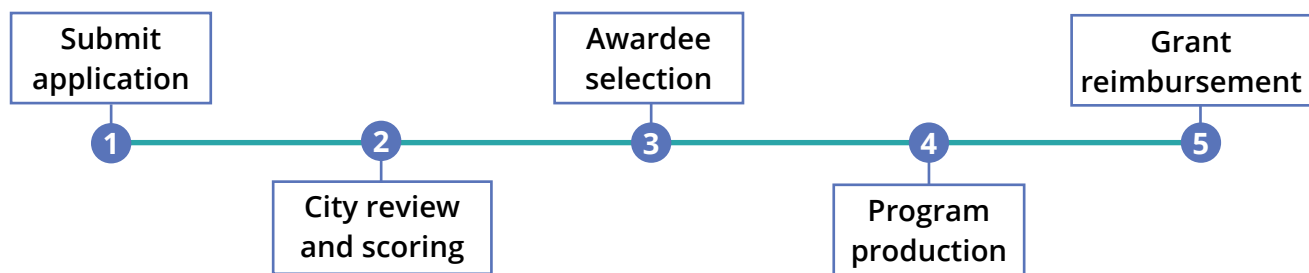 Submit
application
1
City review
and scoring
2
Awardee
selection
3
Program
production
4
Grant
reimbursement
5